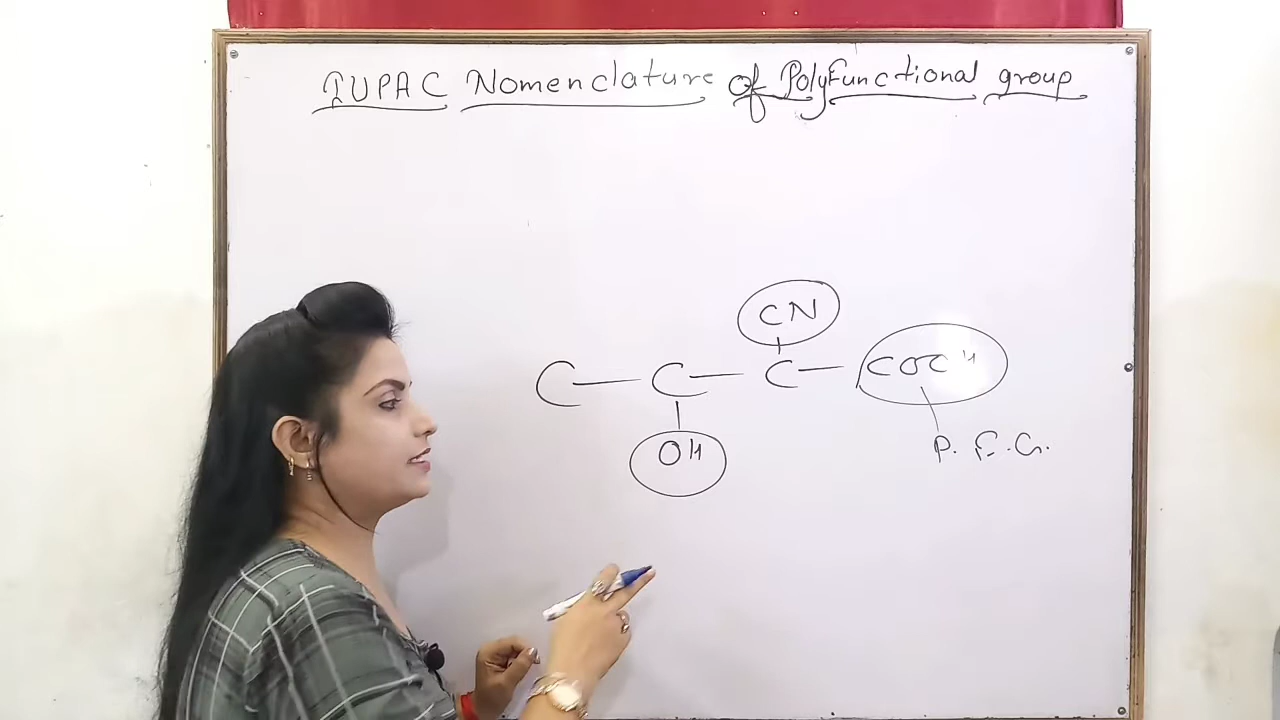 IUPAC Nomenclature of PolyFunctional group
CN
C — C — C — COOH
OH
P. F. G.